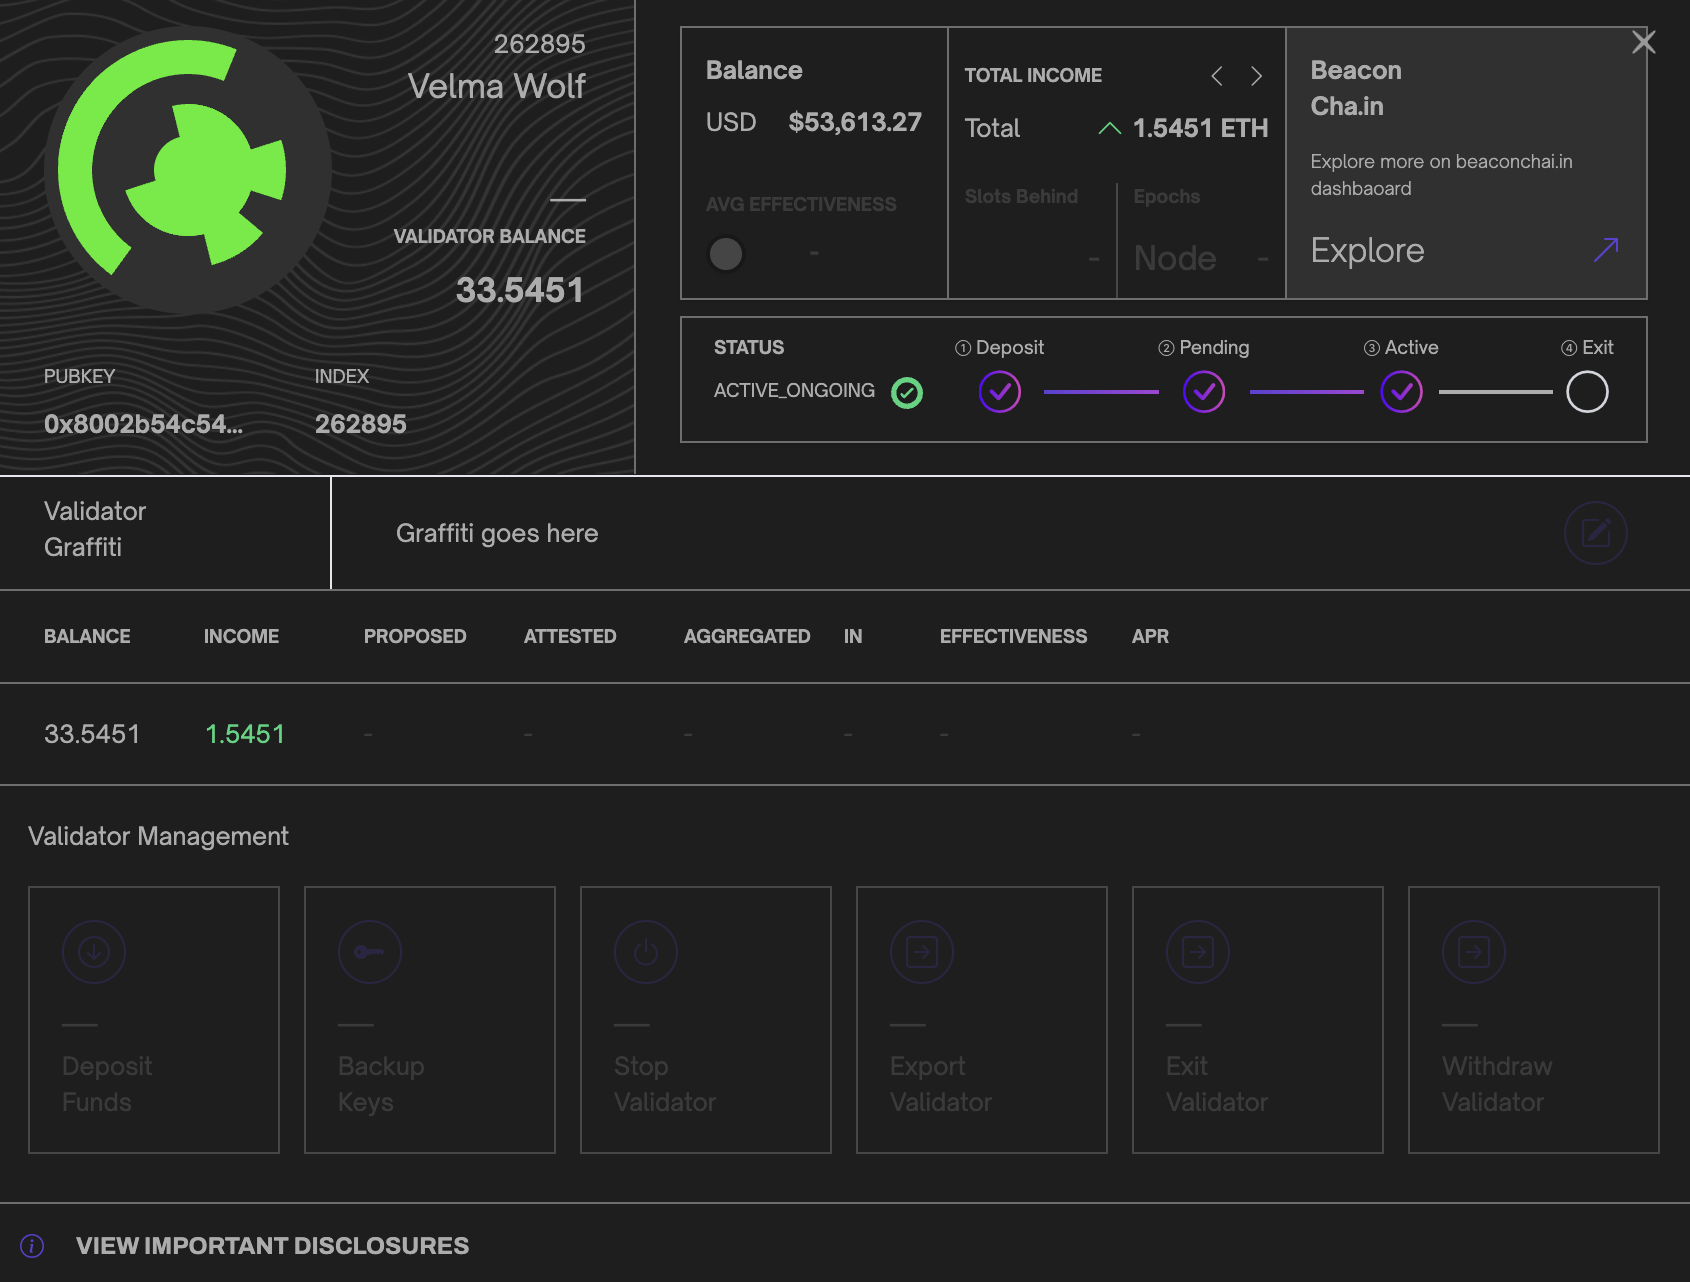 262895
Velma Wolf
VALIDATOR BALANCE
33.5451
PUBKEY INDEX
0x8002b54c54... 262895
Balance
USD $53,613.27
AVG EFFECTIVENESS
-
TOTAL INCOME
Total 1.5451 ETH
Slots Behind Epochs
- Node -
Beacon
Cha.in
Explore more on beaconchai.in
dashbaoard
Explore
STATUS 1 Deposit 2 Pending 3 Active 4 Exit
ACTIVE_ONGOING
Validator
Graffiti
Graffiti goes here
BALANCE INCOME PROPOSED ATTESTED AGGREGATED IN EFFECTIVENESS APR
33.5451 1.5451 - - - - - -
Validator Management
Deposit
Funds
Backup
Keys
Stop
Validator
Export
Validator
Exit
Validator
Withdraw
Validator
VIEW IMPORTANT DISCLOSURES